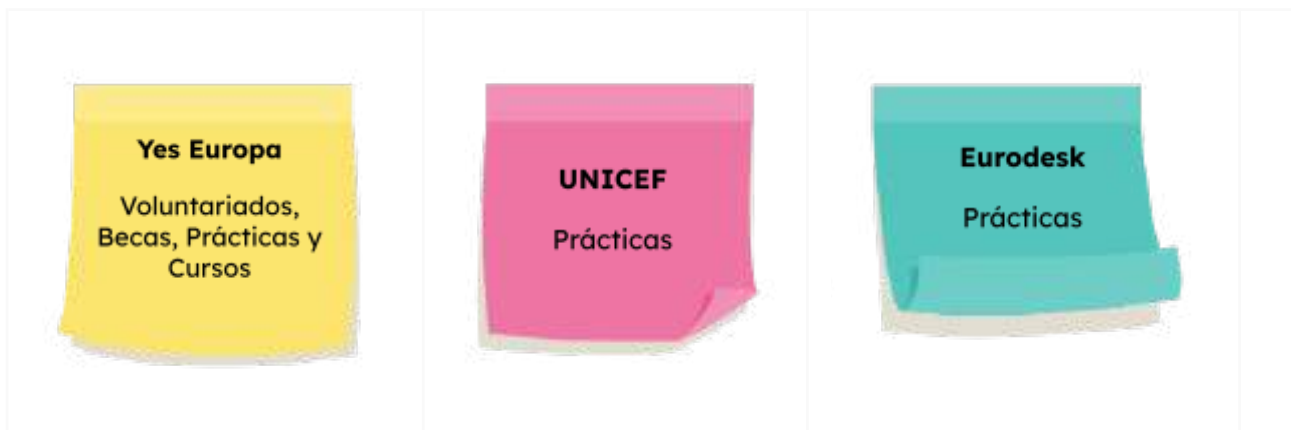 Yes Europa
Voluntariados,
Becas, Prácticas y
Cursos
UNICEF
Prácticas
Eurodesk
Prácticas